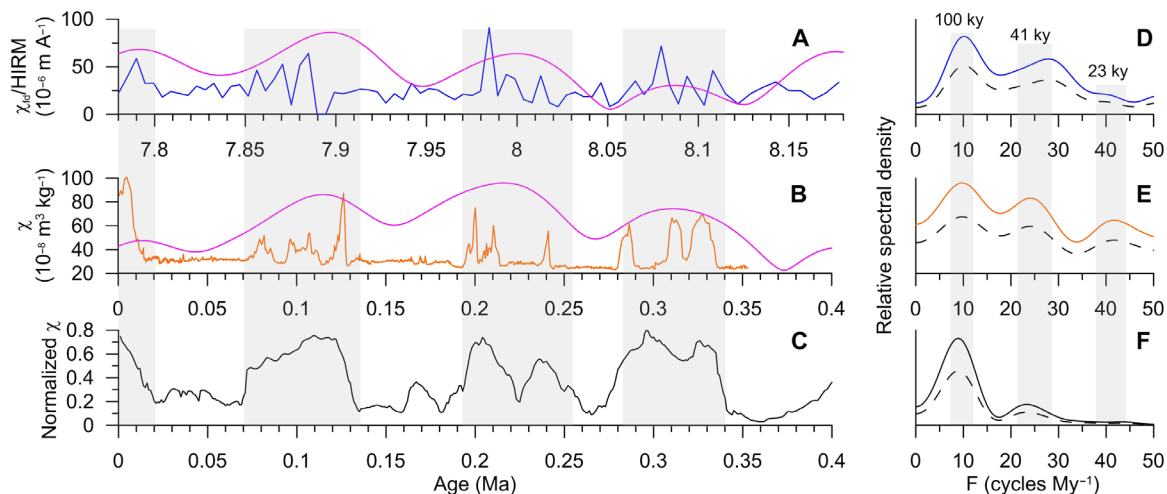 A
χfd/HIRM
(10⁻⁶ m A⁻¹)
100
50
0
7.8 7.85 7.9 7.95 8 8.05 8.1 8.15
B
χ
(10⁻⁸ m³ kg⁻¹)
100
80
60
40
20
0 0.05 0.1 0.15 0.2 0.25 0.3 0.35 0.4
C
Normalized χ
0.8
0.6
0.4
0.2
0
0 0.05 0.1 0.15 0.2 0.25 0.3 0.35 0.4
Age (Ma)
Relative spectral density
100 ky
41 ky
23 ky
D
0 10 20 30 40 50
E
0 10 20 30 40 50
F
0 10 20 30 40 50
F (cycles My⁻¹)